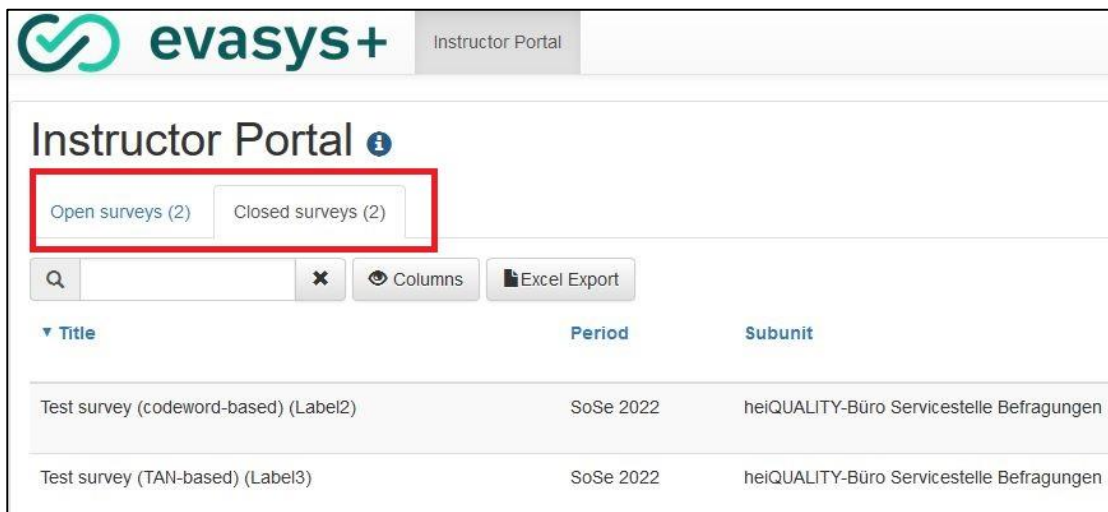 evasys+ Instructor Portal
Instructor Portal
Open surveys (2) Closed surveys (2)
Columns Excel Export
Title Period Subunit
Test survey (codeword-based) (Label2) SoSe 2022 heiQUALITY-Büro Servicestelle Befragungen
Test survey (TAN-based) (Label3) SoSe 2022 heiQUALITY-Büro Servicestelle Befragungen